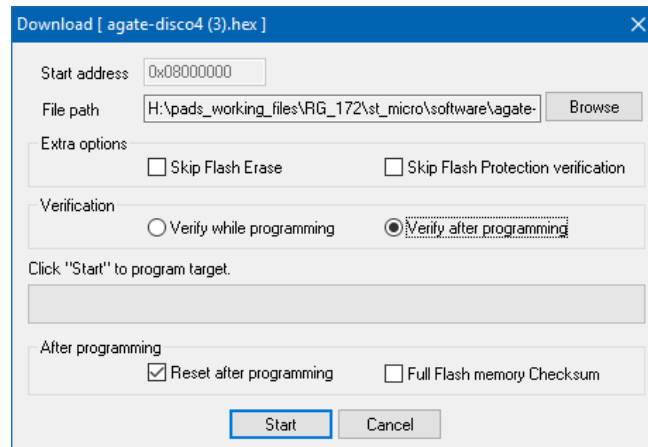 Download [ agate-disco4 (3).hex ]
Start address 0x08000000
File path H:\pads_working_files\RG_172\st_micro\software\agate- Browse
Extra options
Skip Flash Erase Skip Flash Protection verification
Verification
Verify while programming Verify after programming
Click "Start" to program target.
After programming
Reset after programming Full Flash memory Checksum
Start Cancel